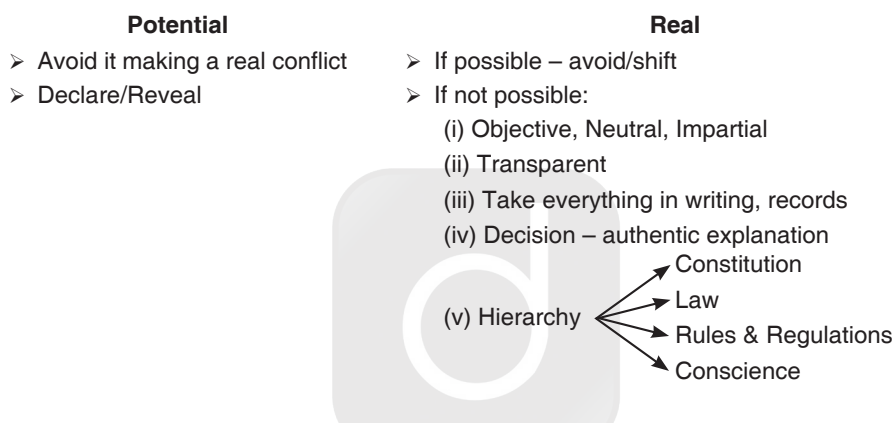 Potential
➢ Avoid it making a real conflict
➢ Declare/Reveal
Real
➢ If possible – avoid/shift
➢ If not possible:
(i) Objective, Neutral, Impartial
(ii) Transparent
(iii) Take everything in writing, records
(iv) Decision – authentic explanation
(v) Hierarchy
Constitution
Law
Rules & Regulations
Conscience